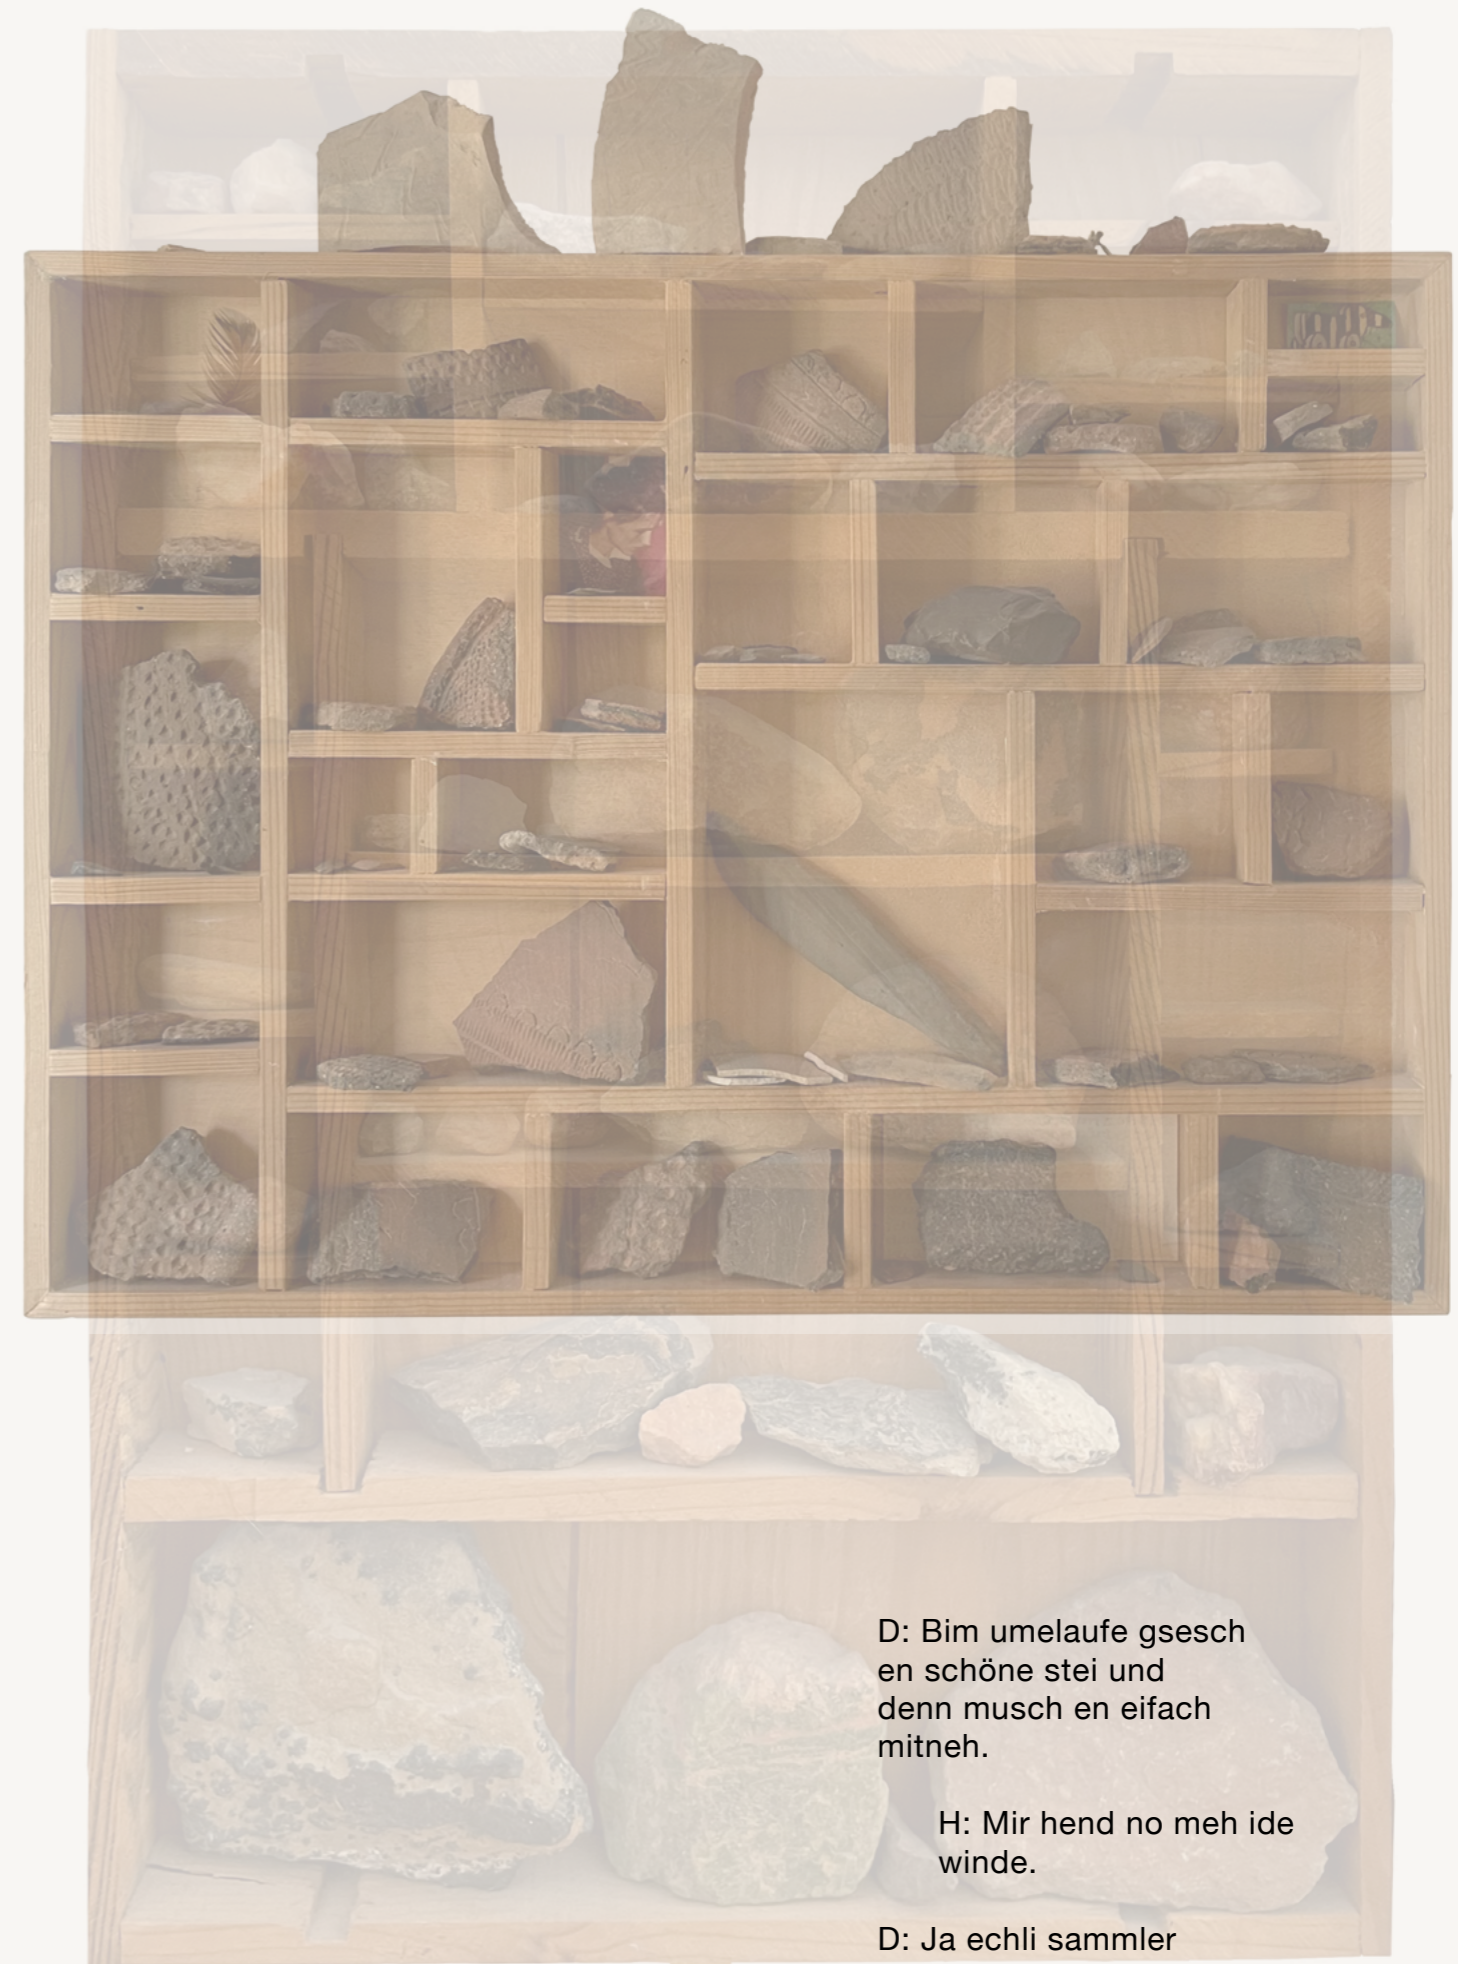 D: Bim umelaufe gsesch
en schöne stei und
denn musch en eifach
mitneh.
H: Mir hend no meh ide
winde.
D: Ja echli sammler